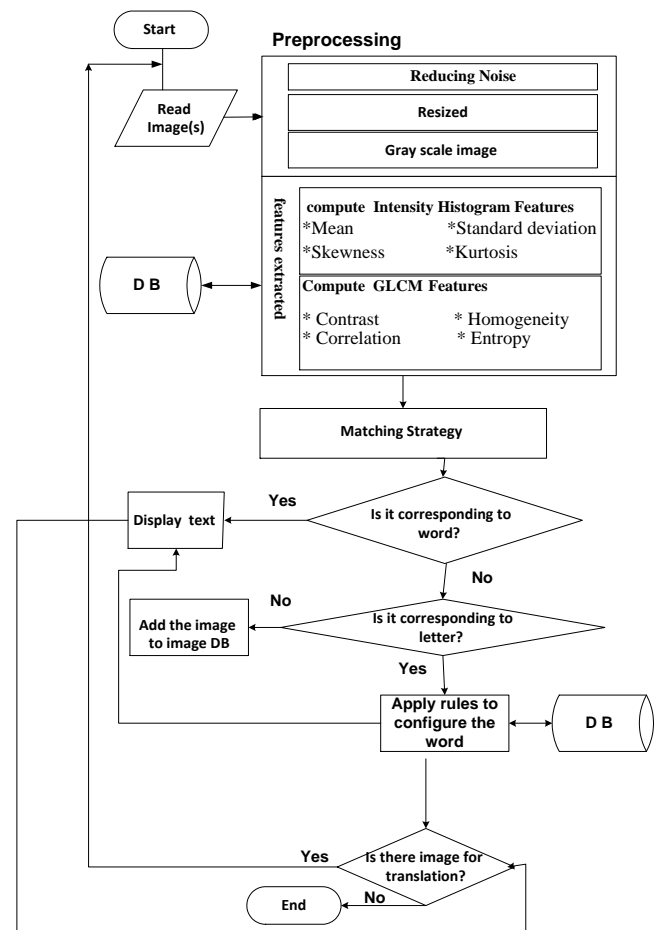 Start
Preprocessing
Reducing Noise
Read
Image(s)
Resized
Gray scale image
features extracted
compute Intensity Histogram Features
*Mean *Standard deviation
*Skewness *Kurtosis
D B
Compute GLCM Features
* Contrast * Homogeneity
* Correlation * Entropy
Matching Strategy
Yes
Display text
Is it corresponding to
word?
No
No
Add the image
to image DB
Is it corresponding to
letter?
Yes
Apply rules to
configure the
word
D B
Yes
Is there image for
translation?
No
End